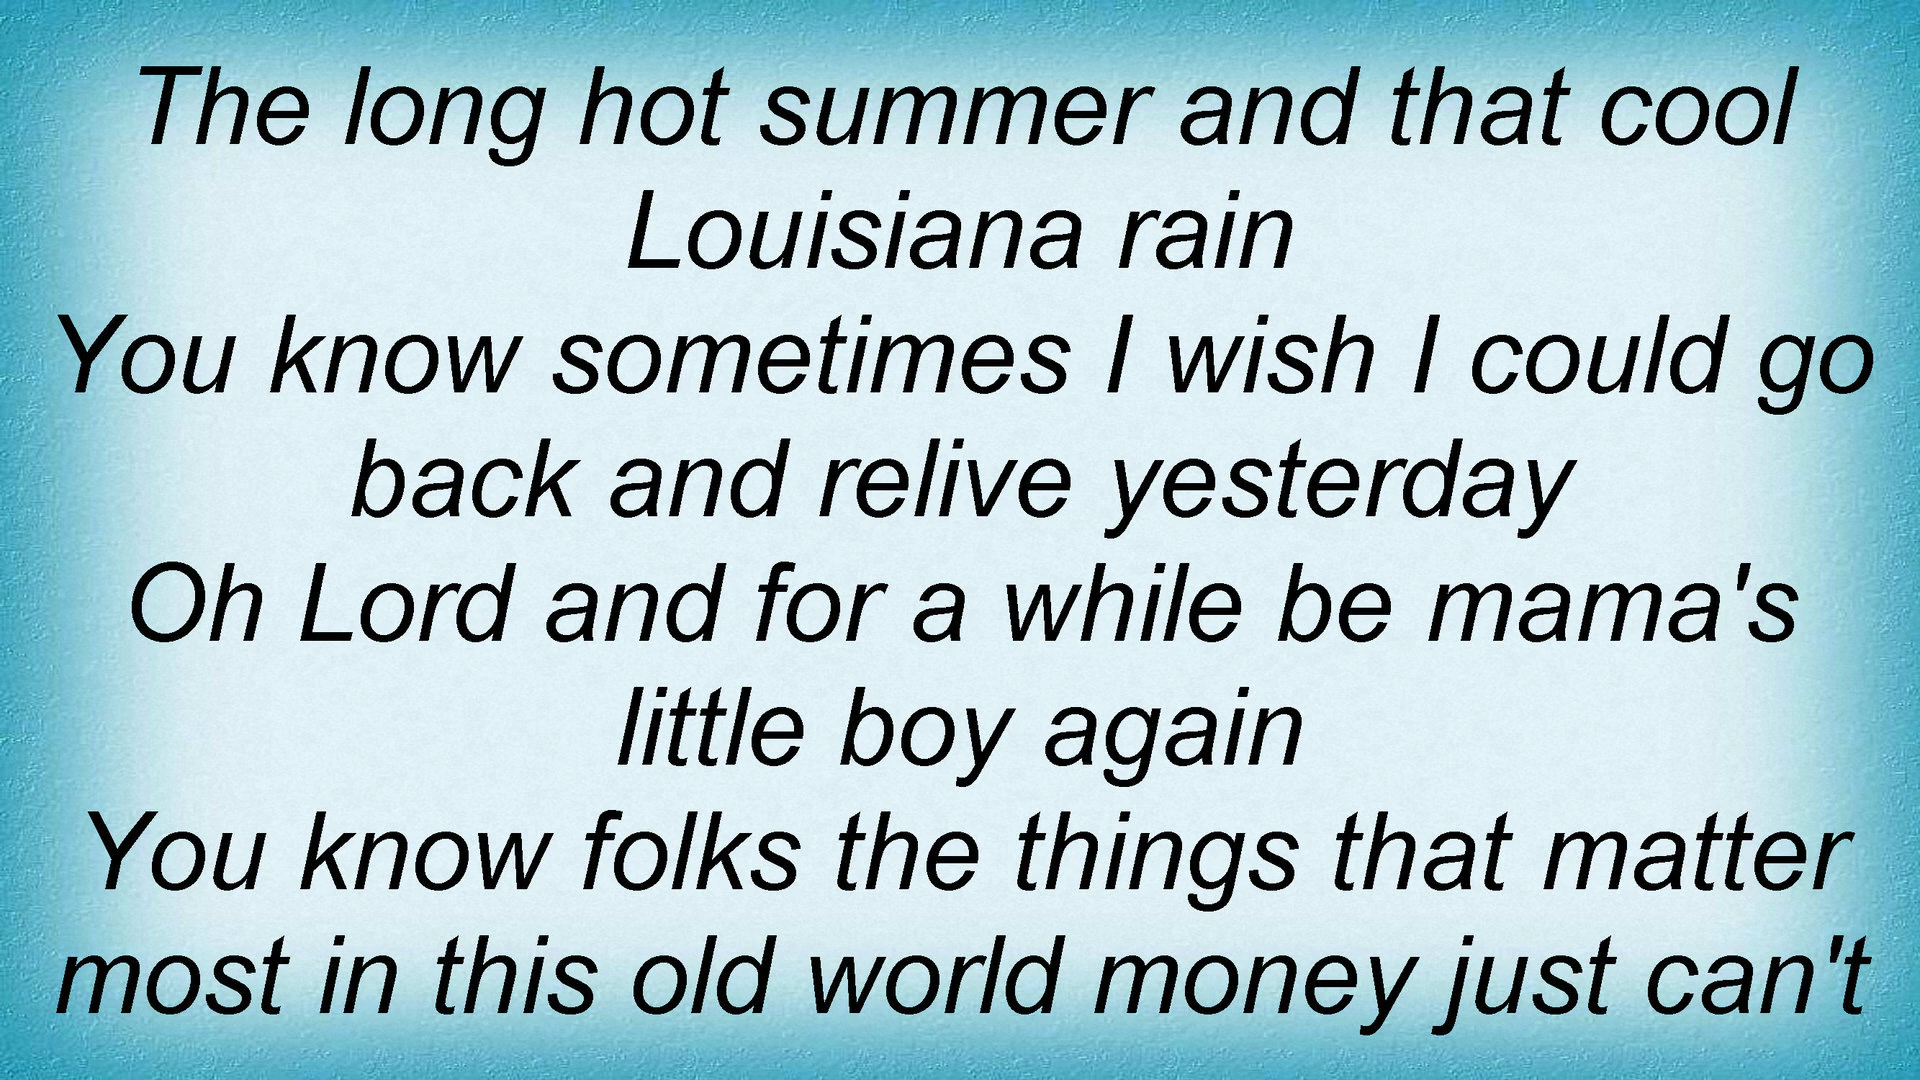 The long hot summer and that cool
Louisiana rain
You know sometimes I wish I could go
back and relive yesterday
Oh Lord and for a while be mama's
little boy again
You know folks the things that matter
most in this old world money just can't